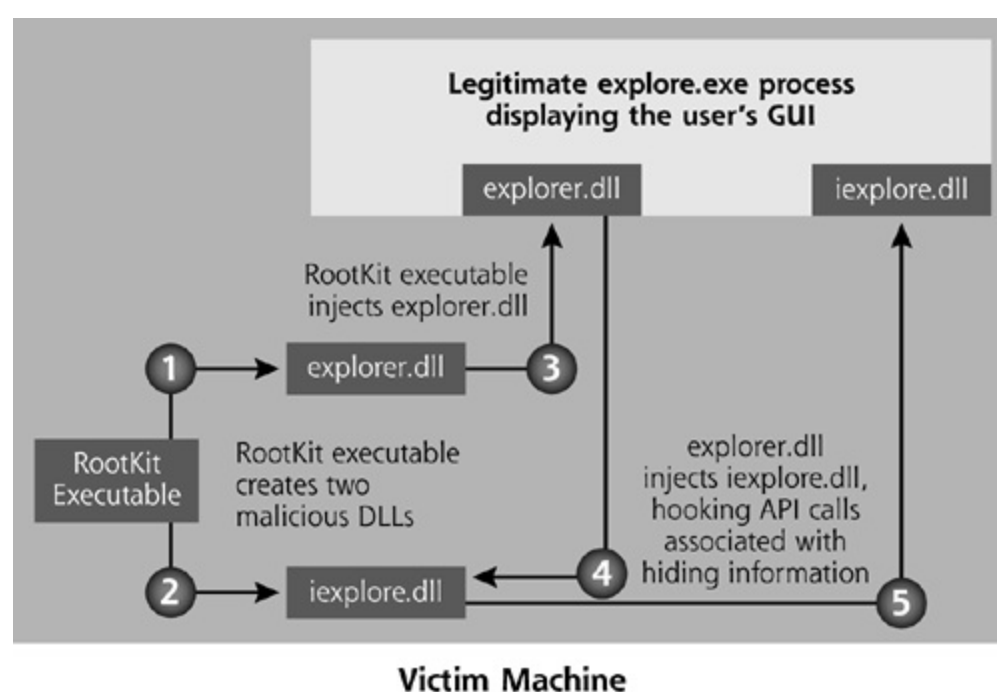 Legitimate explore.exe process
displaying the user's GUI
explorer.dll
iexplore.dll
RootKit executable
injects explorer.dll
1
explorer.dll
3
RootKit
Executable
RootKit executable
creates two
malicious DLLs
explorer.dll
injects iexplore.dll,
hooking API calls
associated with
hiding information
2
iexplore.dll
4
5
Victim Machine